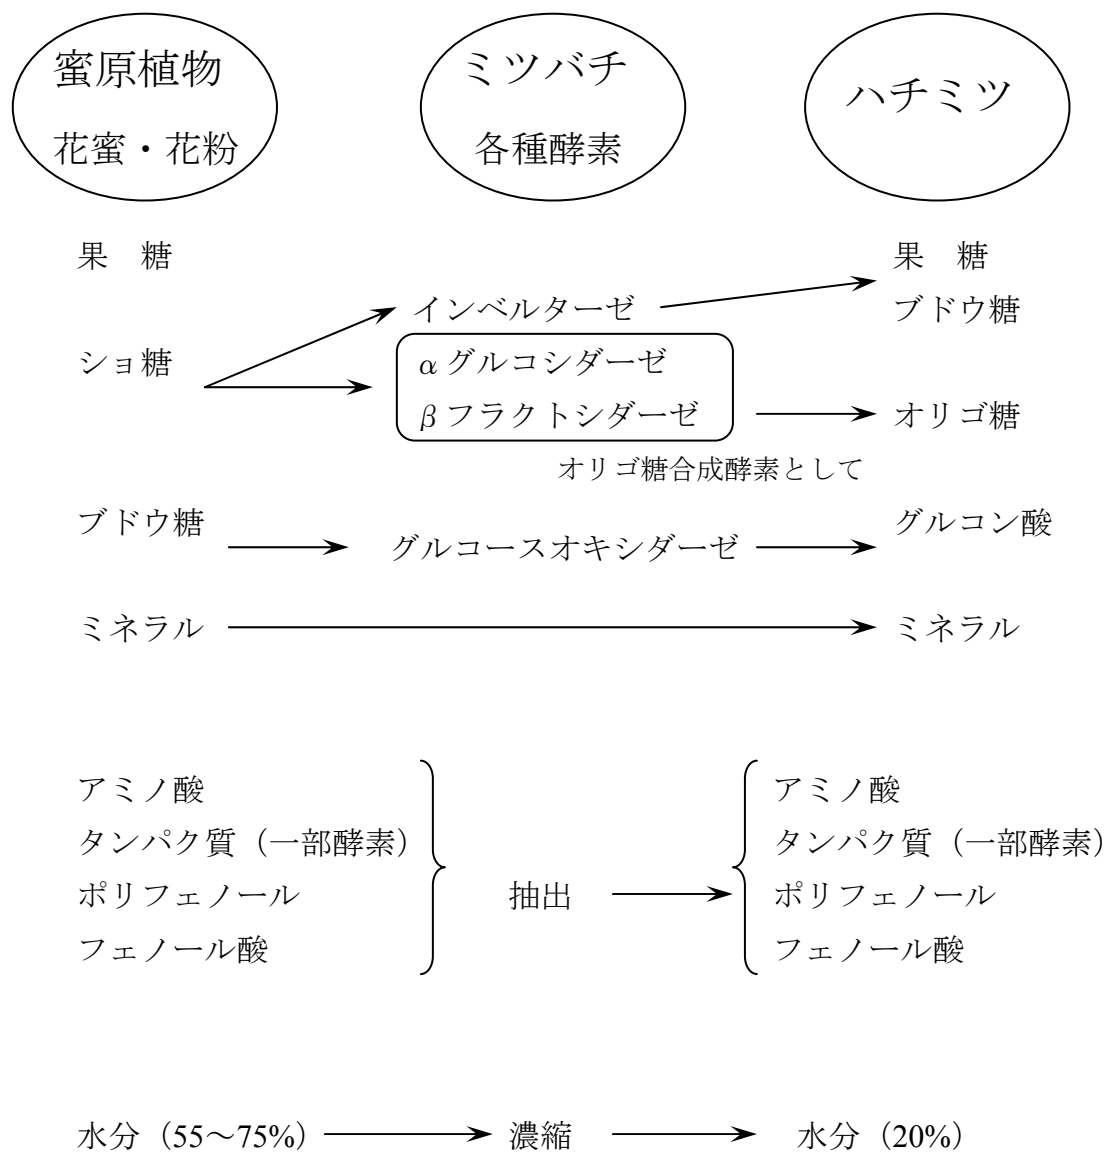 蜜原植物
花蜜・花粉
ミツバチ
各種酵素
ハチミツ
果　糖
果　糖
インベルターゼ
ブドウ糖
ショ糖
αグルコシダーゼ
βフラクトシダーゼ
オリゴ糖
オリゴ糖合成酵素として
ブドウ糖
グルコースオキシダーゼ
グルコン酸
ミネラル
ミネラル
アミノ酸
タンパク質（一部酵素）
ポリフェノール
フェノール酸
抽出
アミノ酸
タンパク質（一部酵素）
ポリフェノール
フェノール酸
水分（55～75%）
濃縮
水分（20%）